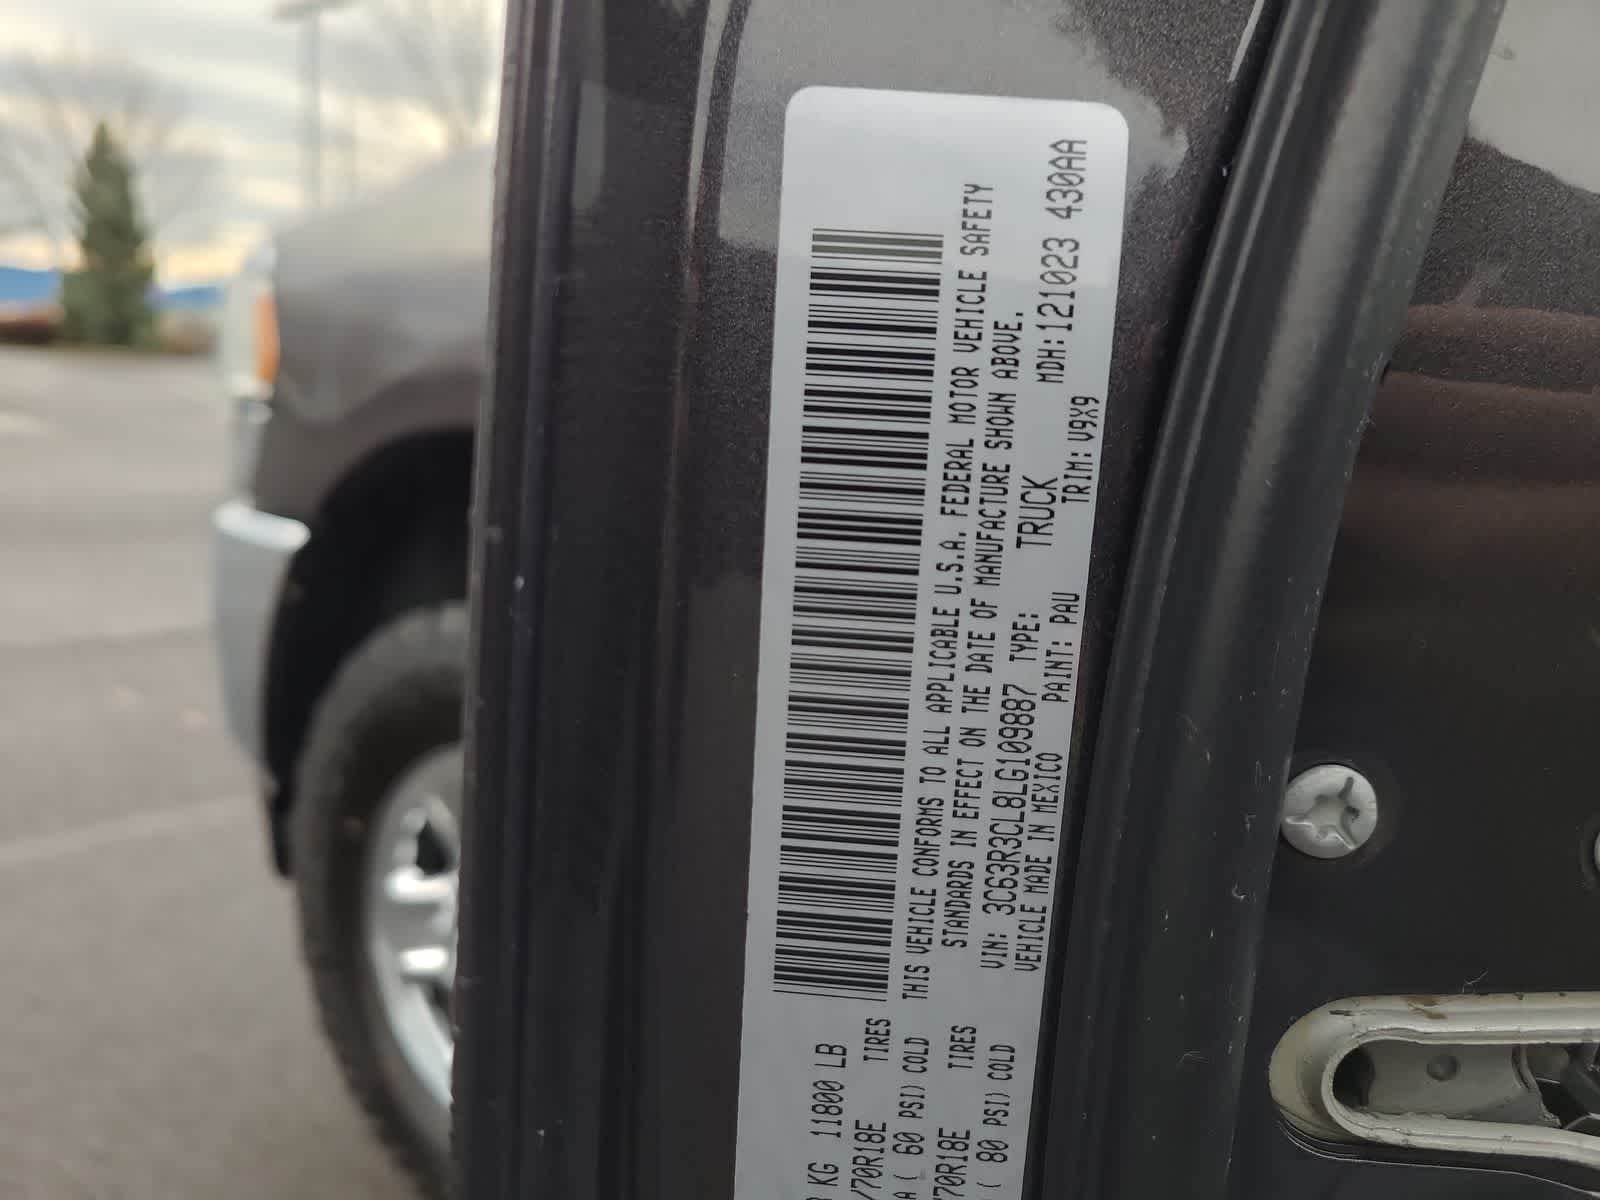 KG 11800 LB
/70R18E TIRES
( 60 PSI) COLD
70R18E TIRES
( 80 PSI) COLD
THIS VEHICLE CONFORMS TO ALL APPLICABLE U.S.A. FEDERAL MOTOR VEHICLE SAFETY
STANDARDS IN EFFECT ON THE DATE OF MANUFACTURE SHOWN ABOVE.
VIN: 3C63R3CL8LG109887 TYPE: TRUCK MDH:121023 430AA
VEHICLE MADE IN MEXICO PAINT: PAU TRIM: V9X9